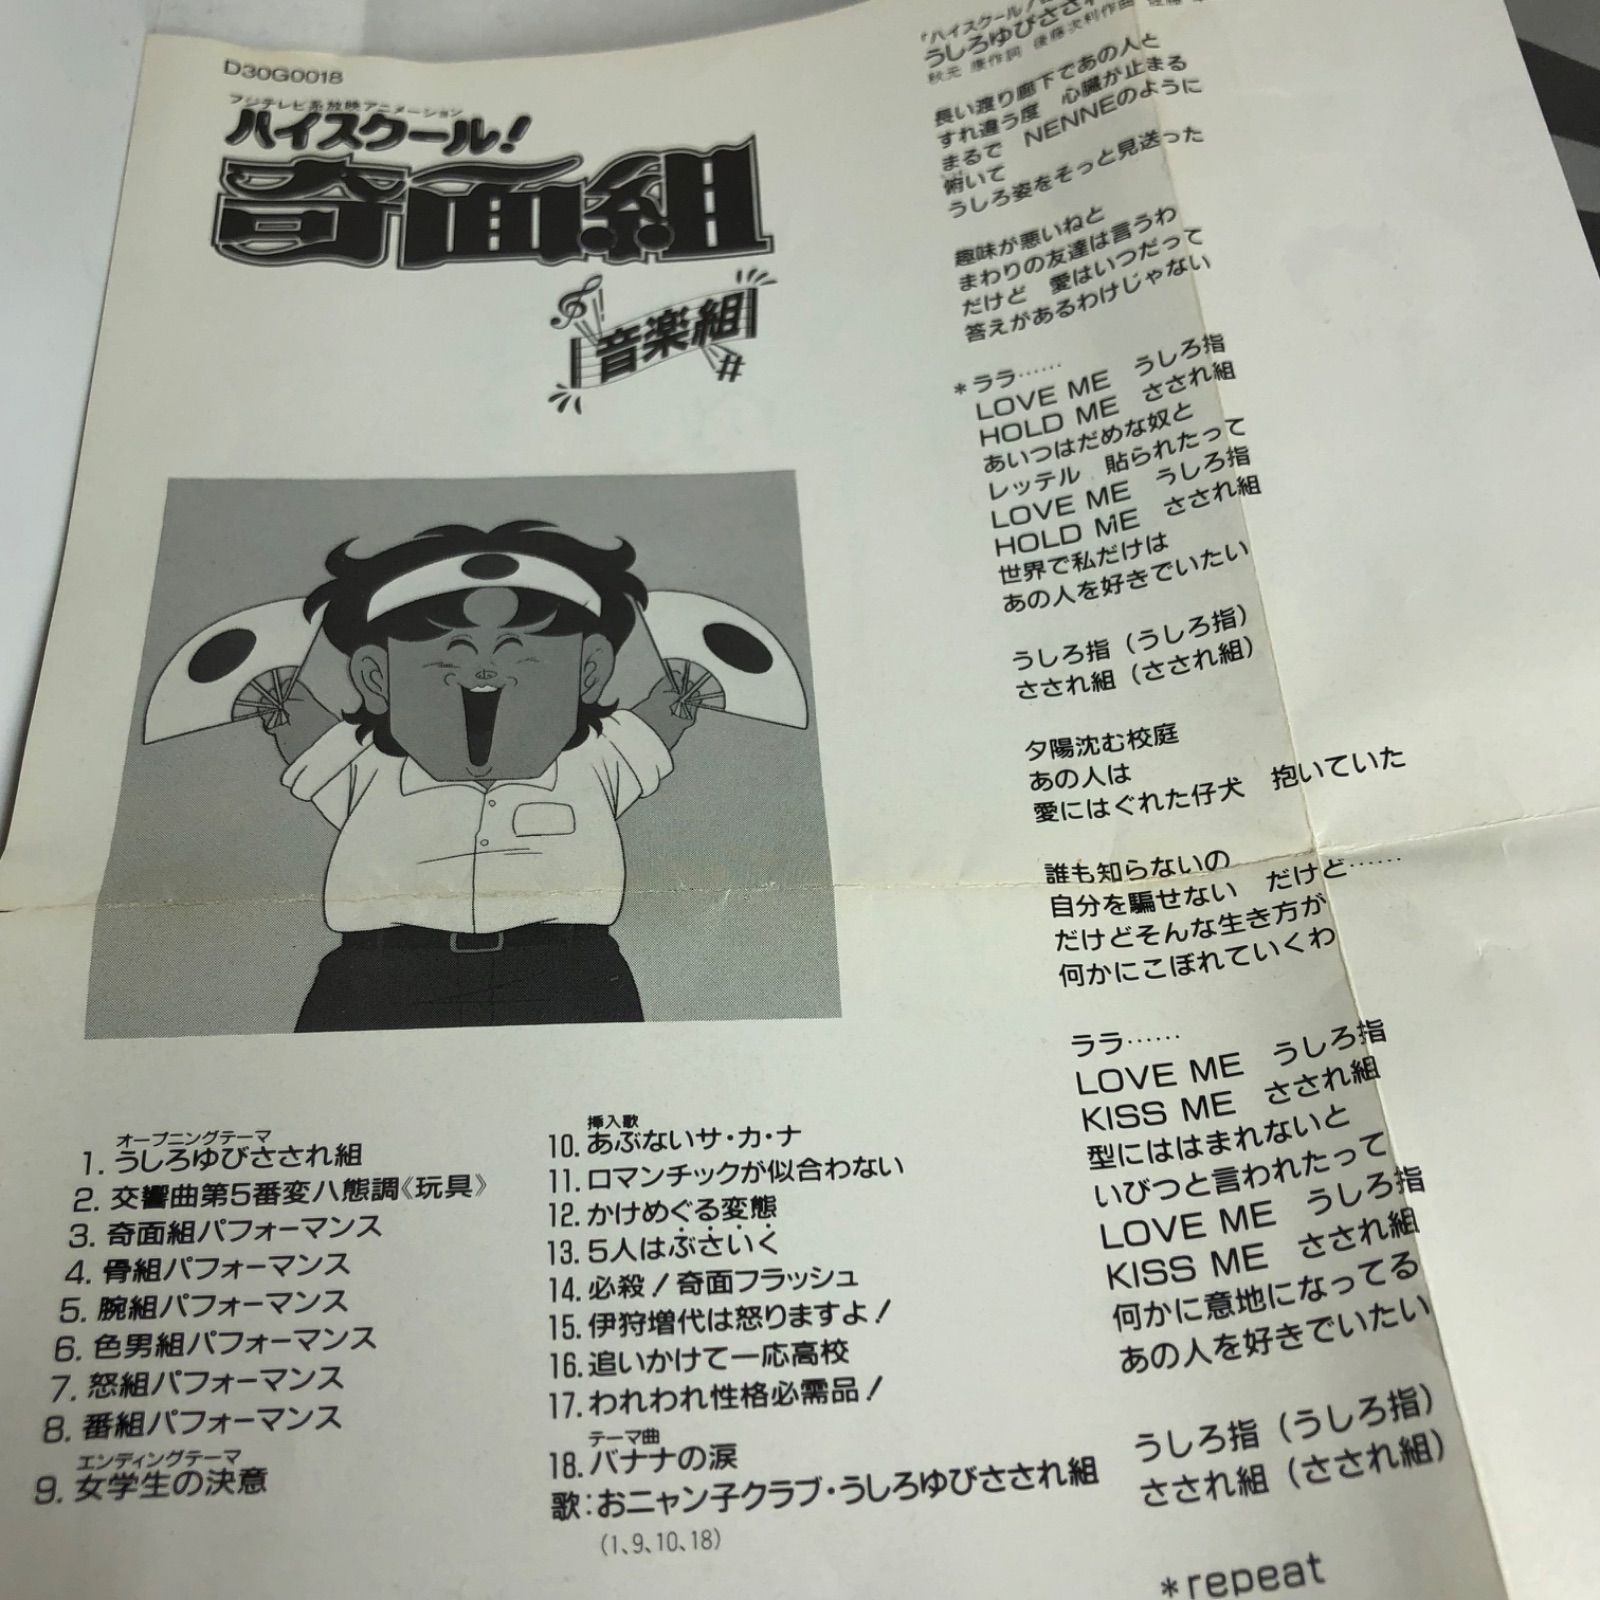 D30G0018
フジテレビ系放映アニメーション
ハイスクール!
奇面組
音楽組
オープニングテーマ
1. うしろゆびさされ組
2. 交響曲第5番変ハ態調《玩具》
3. 奇面組パフォーマンス
4. 骨組パフォーマンス
5. 腕組パフォーマンス
6. 色男組パフォーマンス
7. 怒組パフォーマンス
8. 番組パフォーマンス
エンディングテーマ
9. 女学生の決意
挿入歌
10. あぶないサ・カ・ナ
11. ロマンチックが似合わない
12. かけめぐる変態
13. 5人はぶさいく
14. 必殺!奇面フラッシュ
15. 伊狩増代は怒りますよ!
16. 追いかけて一応高校
17. われわれ性格必需品!
テーマ曲
18. バナナの涙
歌:おニャン子クラブ・うしろゆびさされ組
(1、9、10、18)
「ハイスクール!
うしろゆびささ
秋元 康作詞 後藤次利作曲
長い渡り廊下であの人と
すれ違う度 心臓が止まる
まるで NENNEのように
俯いて
うしろ姿をそっと見送った
趣味が悪いねと
まわりの友達は言うわ
だけど 愛はいつだって
答えがあるわけじゃない
*ララ……
LOVE ME うしろ指
HOLD ME さされ組
あいつはだめな奴と
レッテル 貼られたって
LOVE ME うしろ指
HOLD ME さされ組
世界で私だけは
あの人を好きでいたい
うしろ指(うしろ指)
さされ組(さされ組)
夕陽沈む校庭
あの人は
愛にはぐれた仔犬 抱いていた
誰も知らないの
自分を騙せない だけど……
だけどそんな生き方が
何かにこぼれていくわ
ララ……
LOVE ME うしろ指
KISS ME さされ組
型にははまれないと
いびつと言われたって
LOVE ME うしろ指
KISS ME さされ組
何かに意地になってる
あの人を好きでいたい
うしろ指(うしろ指)
さされ組(さされ組)
*repeat